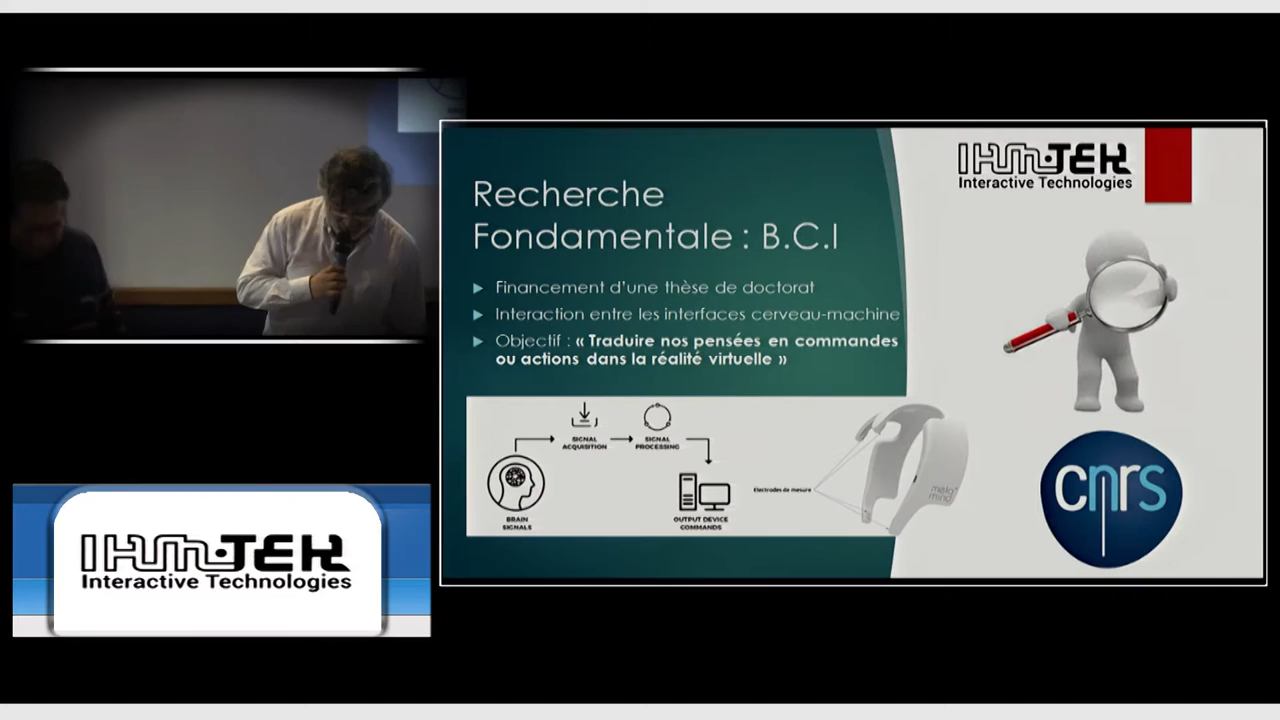 IHM-TEK
Interactive Technologies
Recherche
Fondamentale : B.C.I
Financement d'une thèse de doctorat
Interaction entre les interfaces cerveau-machine
Objectif : « Traduire nos pensées en commandes
ou actions dans la réalité virtuelle »
SIGNAL
ACQUISITION
SIGNAL
PROCESSING
BRAIN
SIGNALS
OUTPUT DEVICE
COMMANDS
Electrodes de mesure
melo
mind
cnrs
IHM-TEK
Interactive Technologies